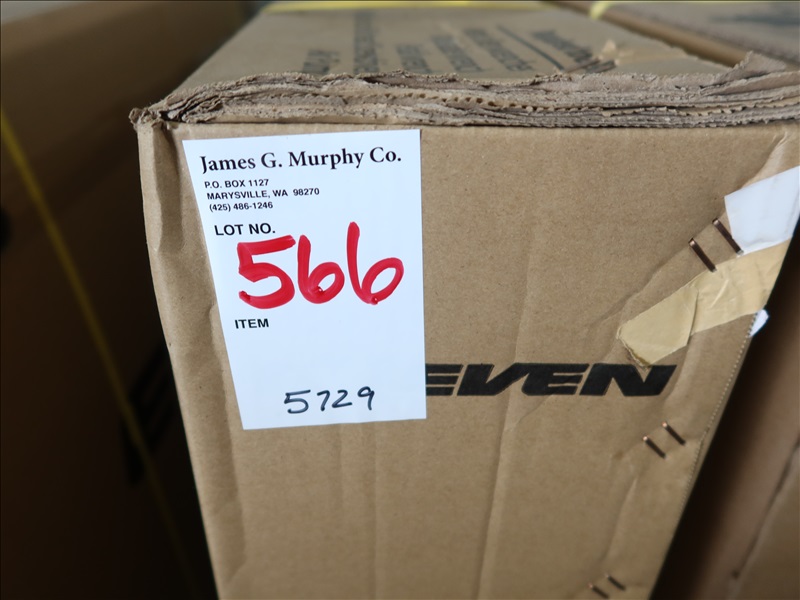 James G. Murphy Co.
P.O. BOX 1127
MARYSVILLE, WA 98270
(425) 486-1246
LOT NO.
566
ITEM
5729
EVEN